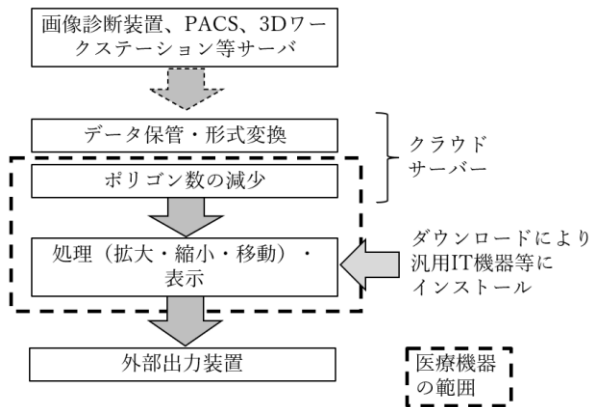 画像診断装置、PACS、3Dワー
クステーション等サーバ
データ保管・形式変換
クラウド
サーバー
ポリゴン数の減少
処理（拡大・縮小・移動）・
表示
ダウンロードにより
汎用IT機器等に
インストール
外部出力装置
医療機器
の範囲